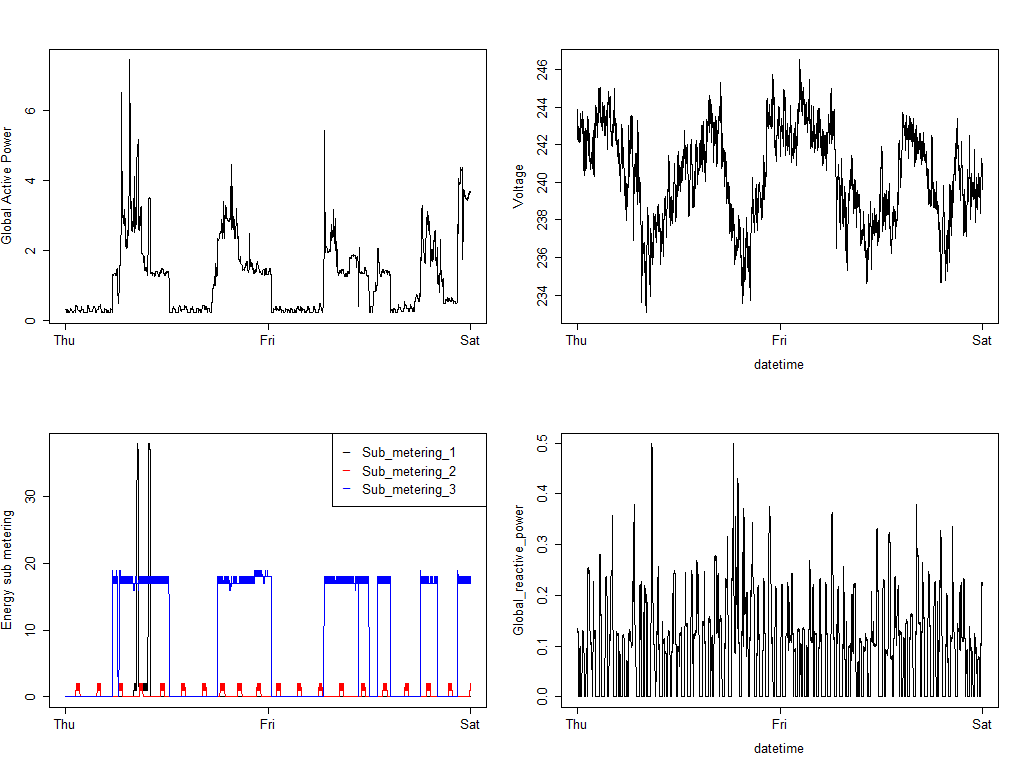 Global Active Power
0
2
4
6
Thu
Fri
Sat
Voltage
234
236
238
240
242
244
246
Thu
Fri
Sat
datetime
Energy sub metering
0
10
20
30
Thu
Fri
Sat
Sub_metering_1
Sub_metering_2
Sub_metering_3
Global_reactive_power
0.0
0.1
0.2
0.3
0.4
0.5
Thu
Fri
Sat
datetime